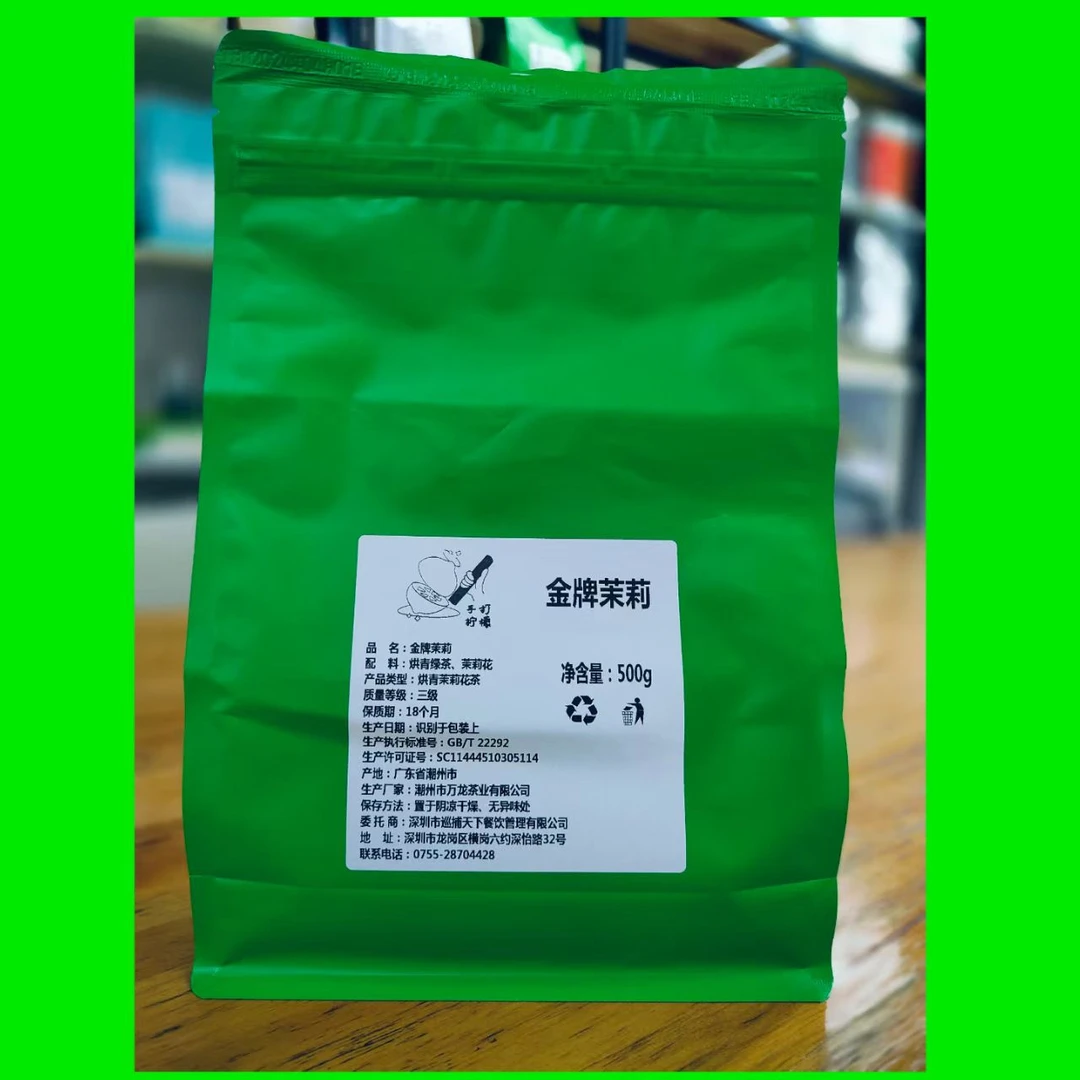 手打
柠檬
金牌茉莉
品 名：金牌茉莉
配 料：烘青绿茶、茉莉花
产品类型：烘青茉莉花茶
质量等级：三级
保质期：18个月
生产日期：识别于包装上
生产执行标准号：GB/T 22292
生产许可证号：SC11444510305114
产地：广东省潮州市
生产厂家：潮州市万龙茶业有限公司
保存方法：置于阴凉干燥、无异味处
委 托 商：深圳市巡捕天下餐饮管理有限公司
地 址：深圳市龙岗区横岗六约深怡路32号
联系电话：0755-28704428
净含量：500g